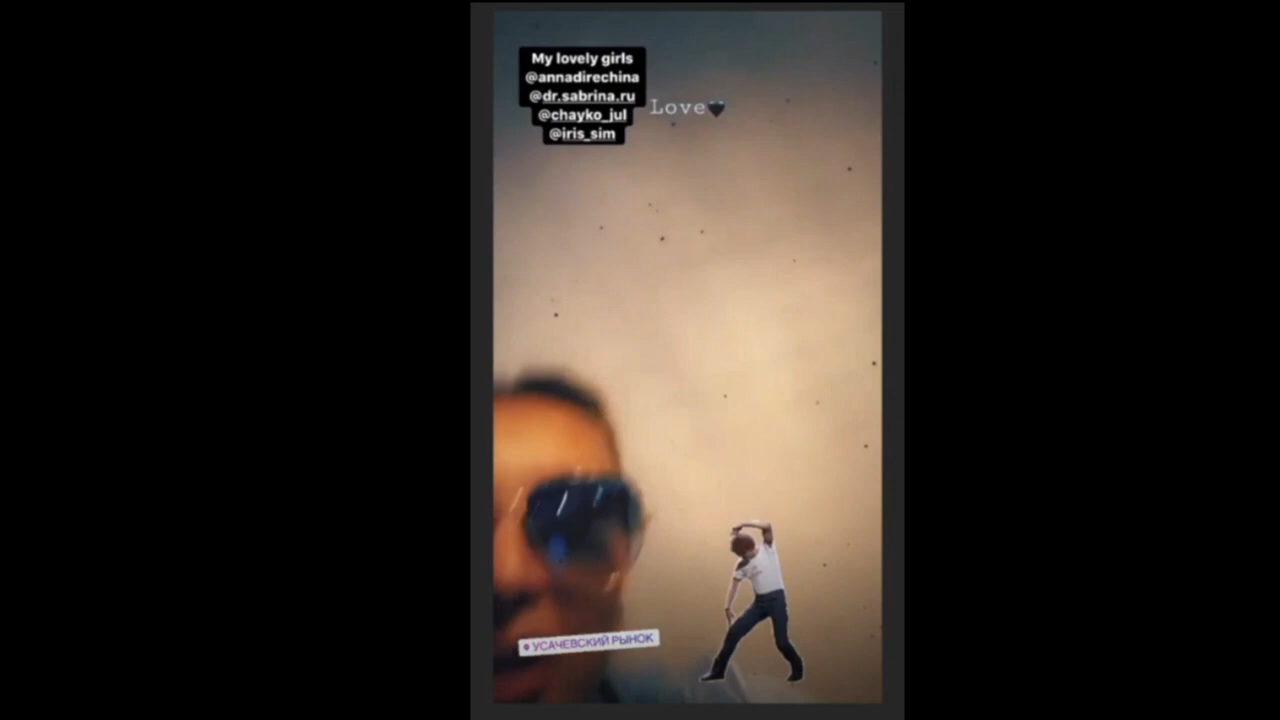 My lovely girls
@annadirechina
@dr.sabrina.ru
@chayko_jul
@iris_sim
Love🖤
УСАЧЕВСКИЙ РЫНОК